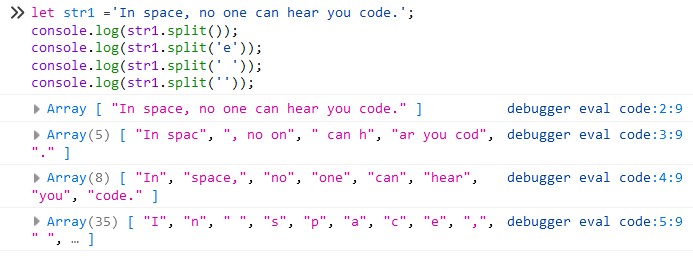 ≫ let str1 ='In space, no one can hear you code.';
console.log(str1.split());
console.log(str1.split('e'));
console.log(str1.split(' '));
console.log(str1.split(''));
▶ Array [ "In space, no one can hear you code." ] debugger eval code:2:9
▶ Array(5) [ "In spac", ", no on", " can h", "ar you cod", debugger eval code:3:9
"." ]
▶ Array(8) [ "In", "space,", "no", "one", "can", "hear", debugger eval code:4:9
"you", "code." ]
▶ Array(35) [ "I", "n", " ", "s", "p", "a", "c", "e", ",", debugger eval code:5:9
" ", … ]